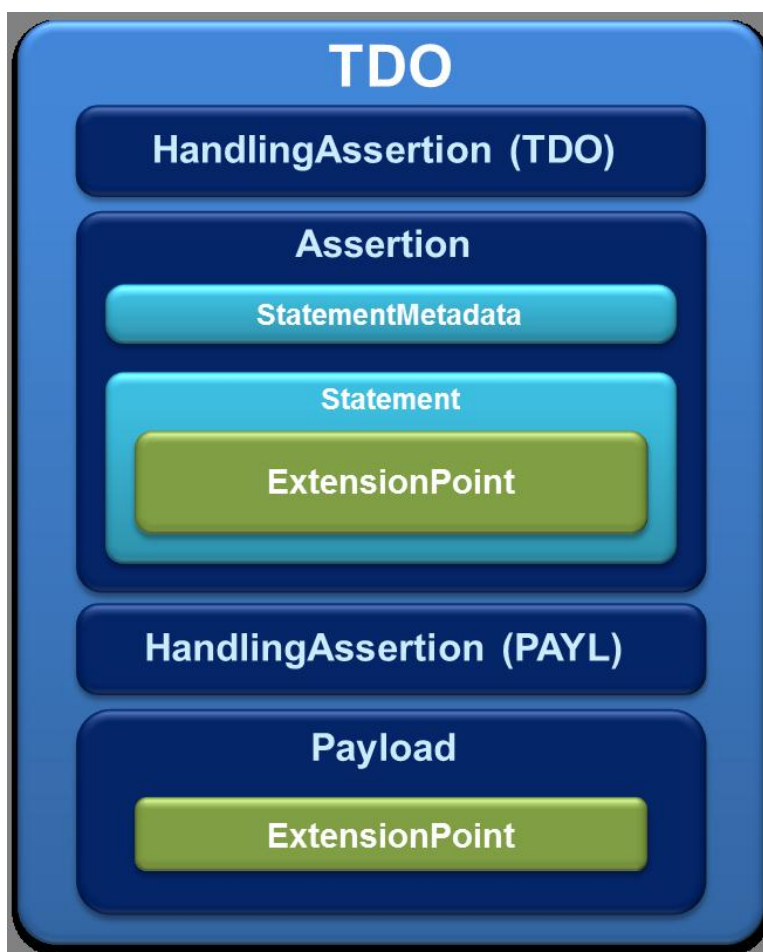 TDO
HandlingAssertion (TDO)
Assertion
StatementMetadata
Statement
ExtensionPoint
HandlingAssertion (PAYL)
Payload
ExtensionPoint